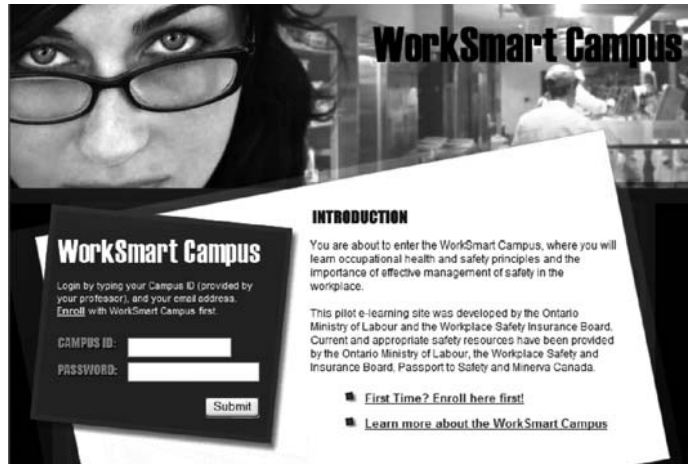 WorkSmart Campus
INTRODUCTION
You are about to enter the WorkSmart Campus, where you will
learn occupational health and safety principles and the
importance of effective management of safety in the
workplace.
This pilot e-learning site was developed by the Ontario
Ministry of Labour and the Workplace Safety Insurance Board.
Current and appropriate safety resources have been provided
by the Ontario Ministry of Labour, the Workplace Safety and
Insurance Board, Passport to Safety and Minerva Canada.
First Time? Enroll here first!
Learn more about the WorkSmart Campus
WorkSmart Campus
Login by typing your Campus ID (provided by
your professor), and your email address.
Enroll with WorkSmart Campus first.
CAMPUS ID:
PASSWORD:
Submit